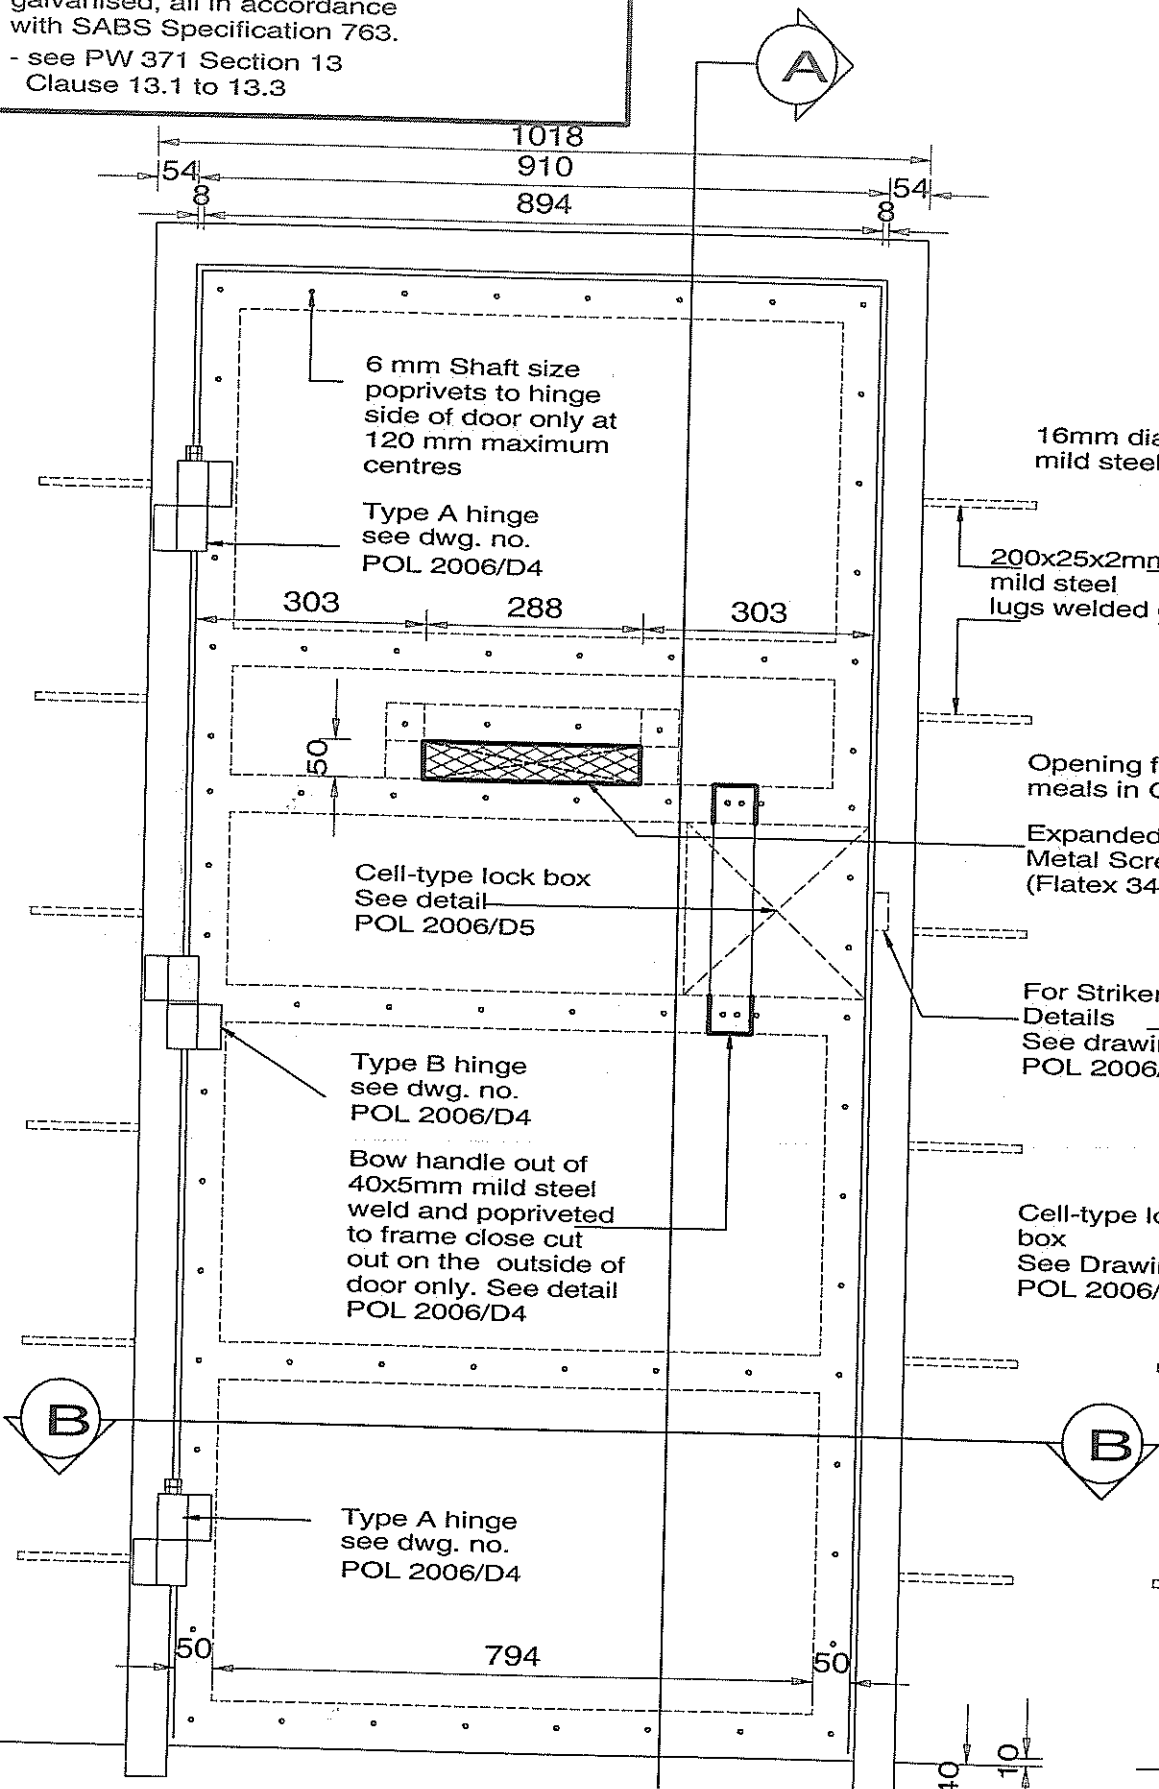 galvanised, all in accordance
with SABS Specification 763.
- see PW 371 Section 13
Clause 13.1 to 13.3
A
1018
54 910 54
8 894 8
6 mm Shaft size
poprivets to hinge
side of door only at
120 mm maximum
centres
16mm dia
mild steel
Type A hinge
see dwg. no.
POL 2006/D4
200x25x2mm
mild steel
lugs welded
303 288 303
50
Opening f
meals in C
Expanded
Metal Scre
(Flatex 34
Cell-type lock box
See detail
POL 2006/D5
For Striker
Details
See drawi
POL 2006/
Type B hinge
see dwg. no.
POL 2006/D4
Bow handle out of
40x5mm mild steel
weld and popriveted
to frame close cut
out on the outside of
door only. See detail
POL 2006/D4
Cell-type lo
box
See Drawi
POL 2006/
B B
Type A hinge
see dwg. no.
POL 2006/D4
50 794 50
40 10